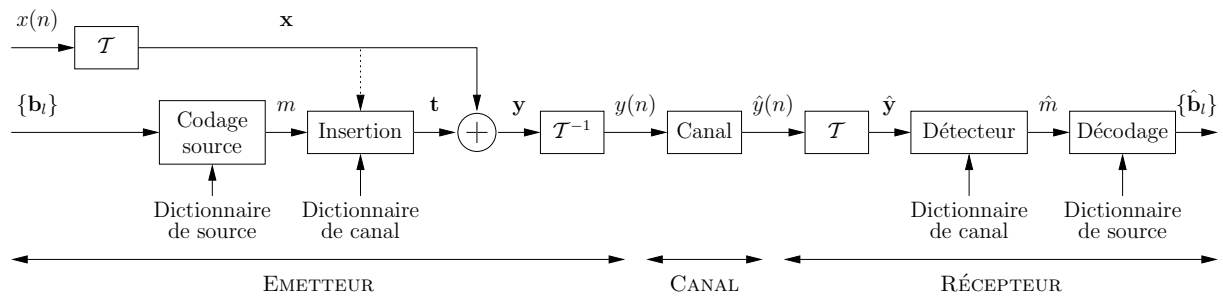 x(n)
𝒯
x
{b_l}
Codage
source
m
Insertion
t
+
y
𝒯⁻¹
y(n)
Canal
ŷ(n)
𝒯
ŷ
Détecteur
m̂
Décodage
{b̂_l}
Dictionnaire
de source
Dictionnaire
de canal
Dictionnaire
de canal
Dictionnaire
de source
EMETTEUR
CANAL
RÉCEPTEUR